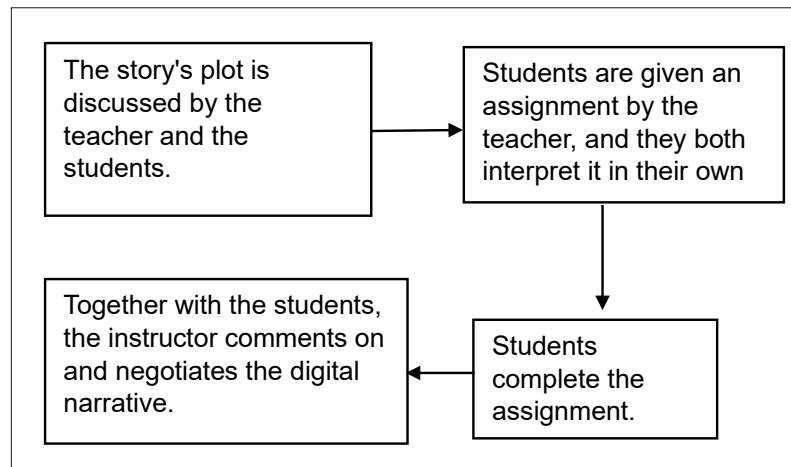 The story's plot is
discussed by the
teacher and the
students.
Students are given an
assignment by the
teacher, and they both
interpret it in their own
Students
complete the
assignment.
Together with the students,
the instructor comments on
and negotiates the digital
narrative.